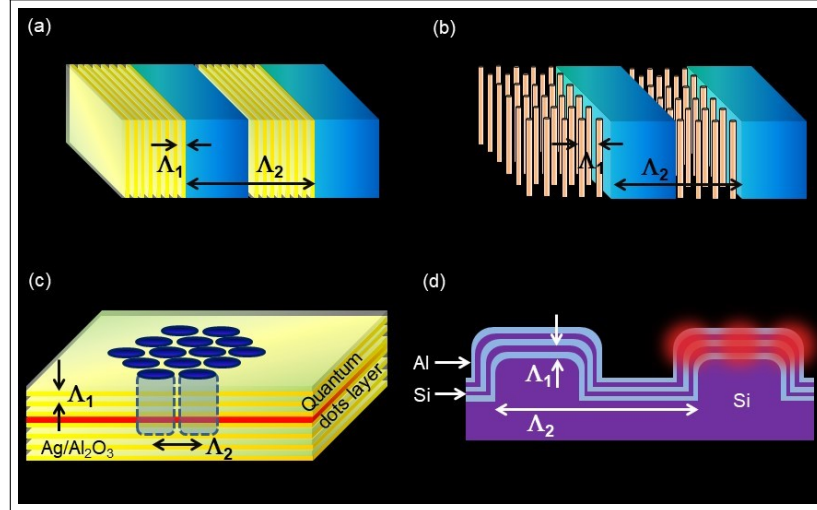 (a)
Λ1
Λ2
(b)
Λ1
Λ2
(c)
Λ1
Ag/Al2O3
Λ2
Quantum
dots layer
(d)
Al
Si
Λ1
Λ2
Si